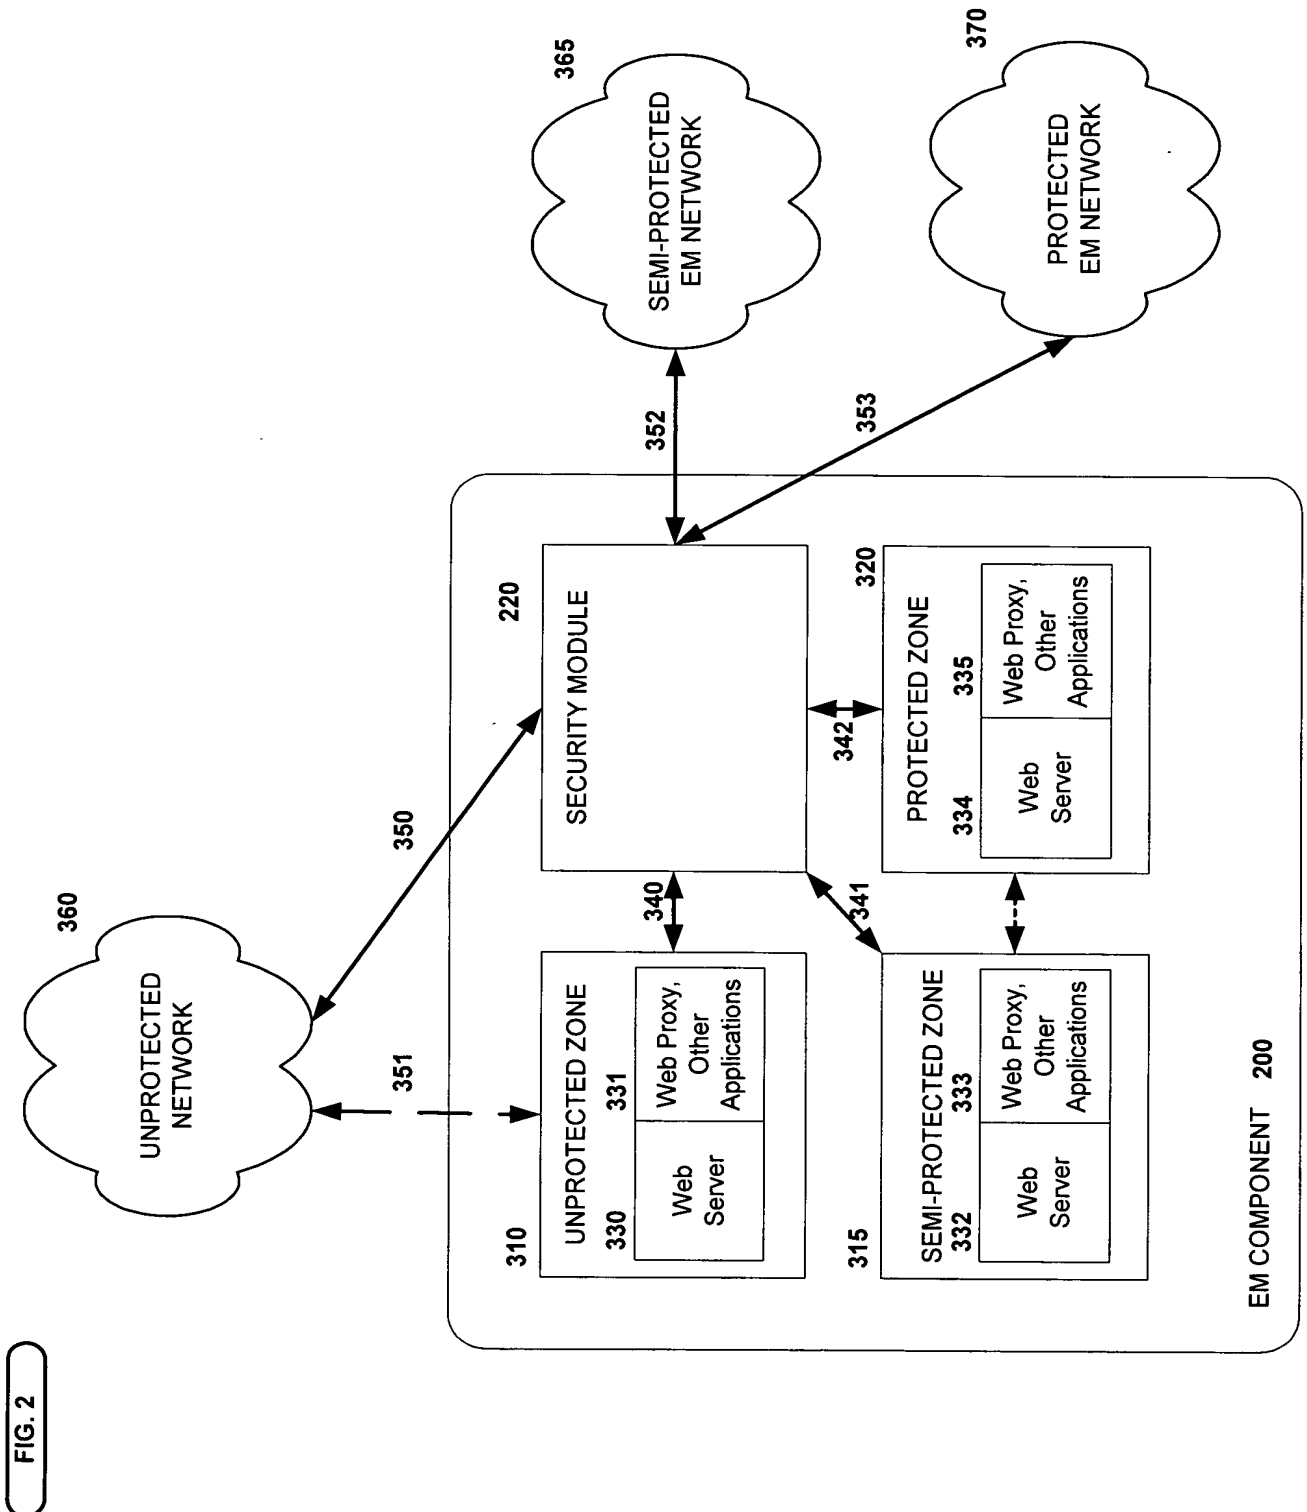 FIG. 2
360
UNPROTECTED
NETWORK
351
350
365
SEMI-PROTECTED
EM NETWORK
352
370
PROTECTED
EM NETWORK
353
310
UNPROTECTED ZONE
330
331
Web
Server
Web Proxy,
Other
Applications
340
220
SECURITY MODULE
341
342
315
SEMI-PROTECTED ZONE
332
333
Web
Server
Web Proxy,
Other
Applications
320
PROTECTED ZONE
334
335
Web
Server
Web Proxy,
Other
Applications
EM COMPONENT 200